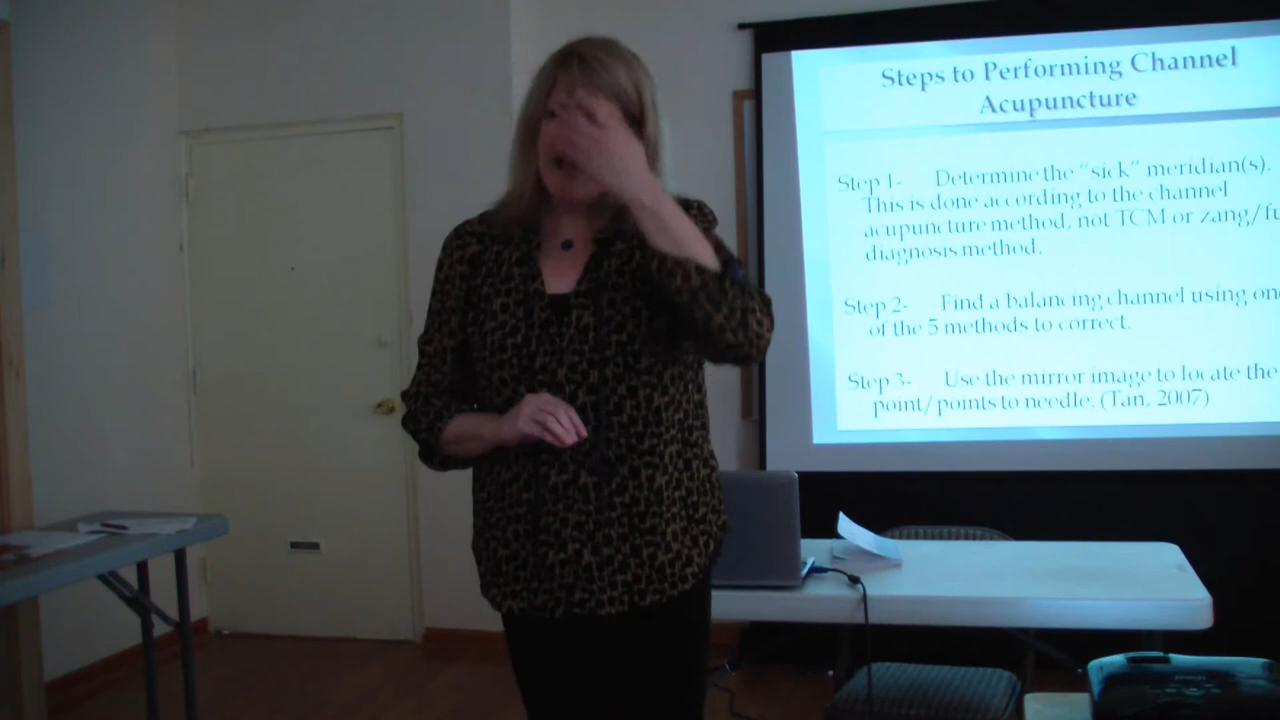 Steps to Performing Channel
Acupuncture
Step 1- Determine the "sick" meridian(s).
This is done according to the channel
acupuncture method, not TCM or zang/fu
diagnosis method.
Step 2- Find a balancing channel using one
of the 5 methods to correct.
Step 3- Use the mirror image to locate the
point/points to needle. (Tan, 2007)